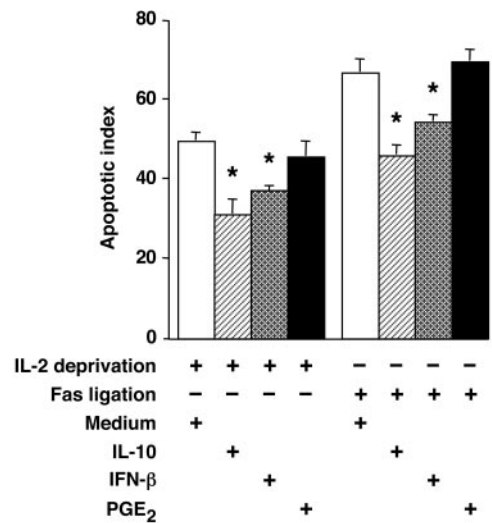 80
60
40
20
0
Apoptotic index
* * * *
IL-2 deprivation + + + + − − − −
Fas ligation − − − − + + + +
Medium + +
IL-10 + +
IFN-β + +
PGE₂ + +